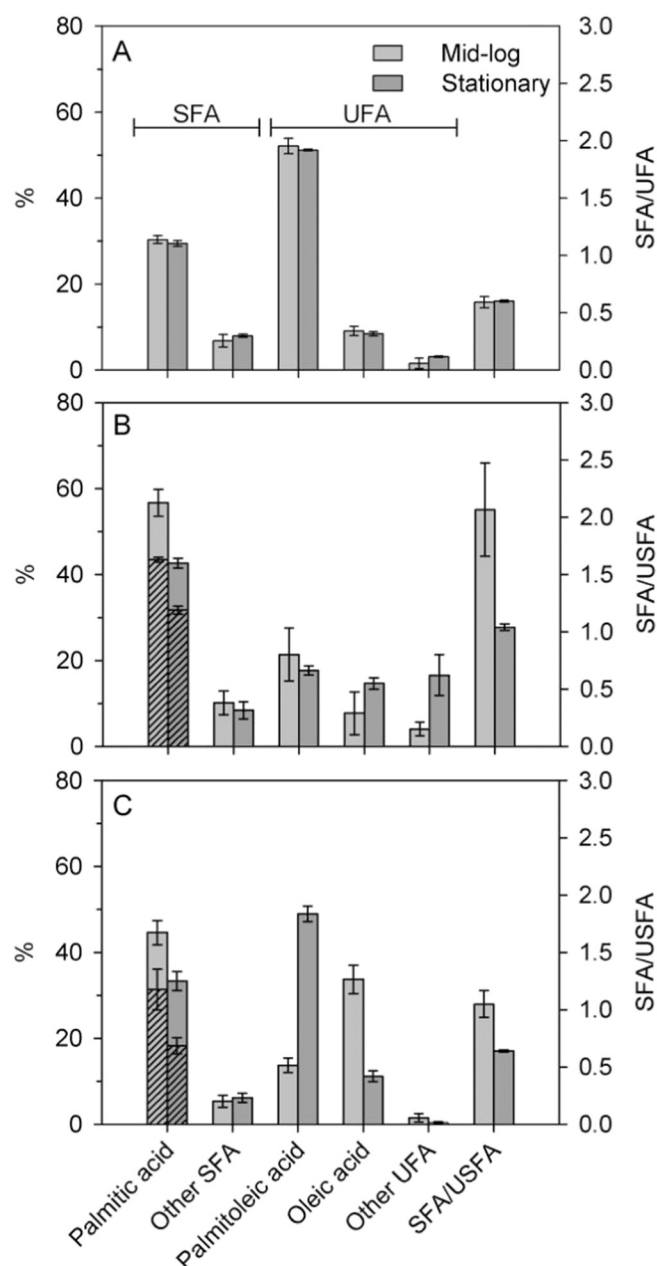 A
Mid-log
Stationary
SFA
UFA
80
60
40
20
0
%
3.0
2.5
2.0
1.5
1.0
0.5
0.0
SFA/UFA
B
80
60
40
20
0
%
3.0
2.5
2.0
1.5
1.0
0.5
0.0
SFA/USFA
C
80
60
40
20
0
%
3.0
2.5
2.0
1.5
1.0
0.5
0.0
SFA/USFA
Palmitic acid
Other SFA
Palmitoleic acid
Oleic acid
Other UFA
SFA/USFA